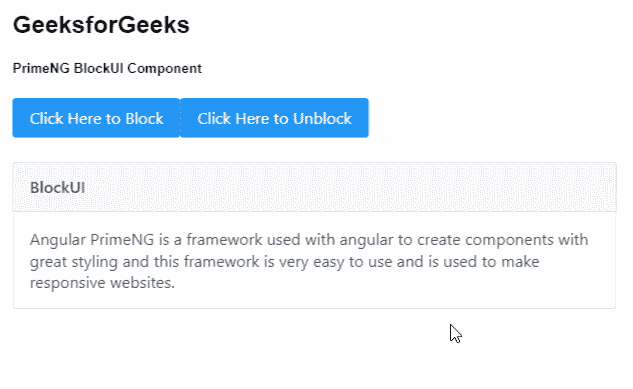 GeeksforGeeks
PrimeNG BlockUI Component
Click Here to Block
Click Here to Unblock
BlockUI
Angular PrimeNG is a framework used with angular to create components with
great styling and this framework is very easy to use and is used to make
responsive websites.